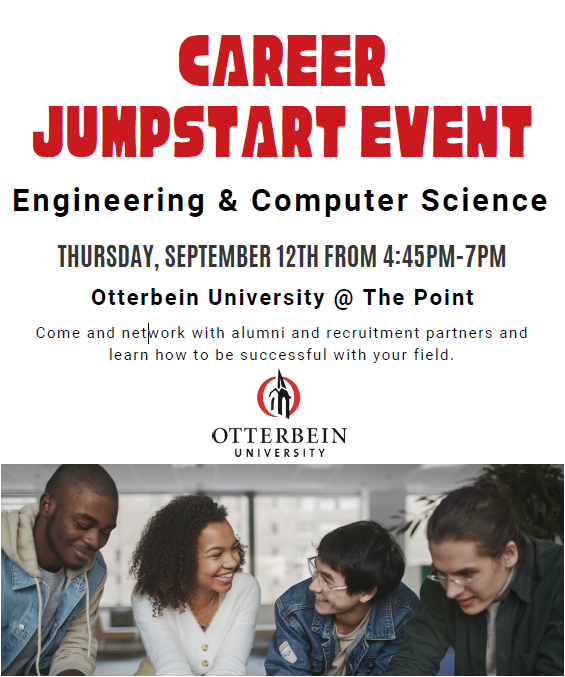 CAREER
JUMPSTART EVENT
Engineering & Computer Science
THURSDAY, SEPTEMBER 12TH FROM 4:45PM-7PM
Otterbein University @ The Point
Come and network with alumni and recruitment partners and
learn how to be successful with your field.
OTTERBEIN
UNIVERSITY